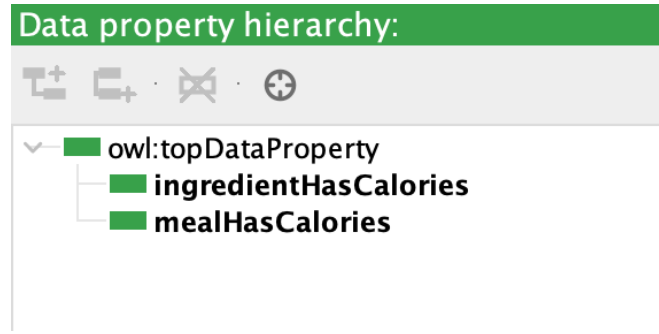 Data property hierarchy:
owl:topDataProperty
ingredientHasCalories
mealHasCalories